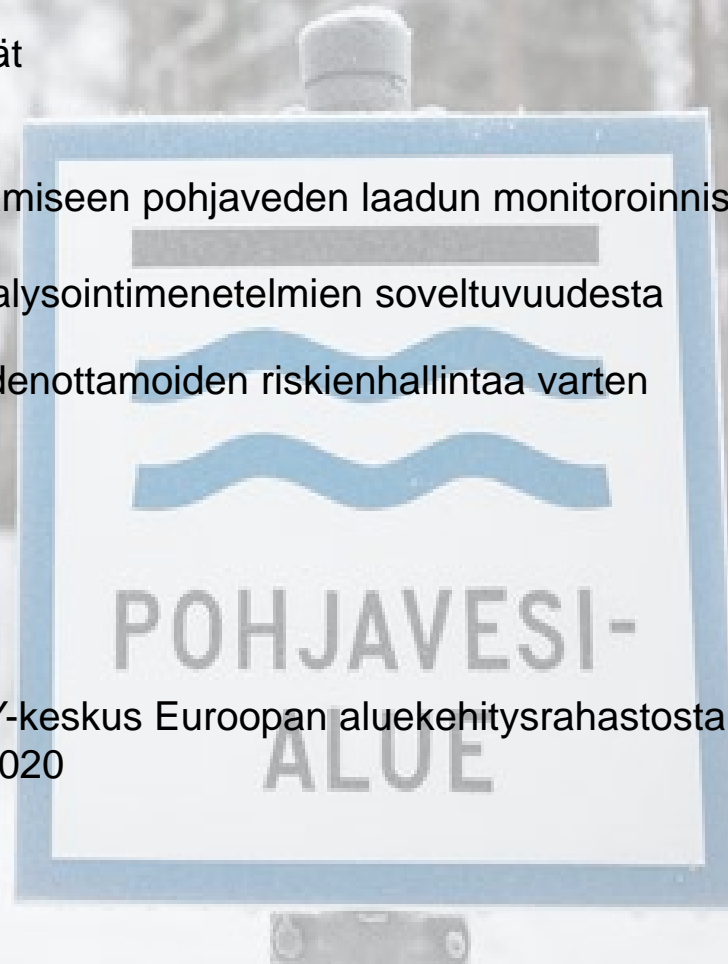 ät
miseen pohjaveden laadun monitoroinnis
alysointimenetelmien soveltuvuudesta
denottamoiden riskienhallintaa varten
POHJAVESI-
-keskus Euroopan aluekehitysrahastosta
ALUE
020